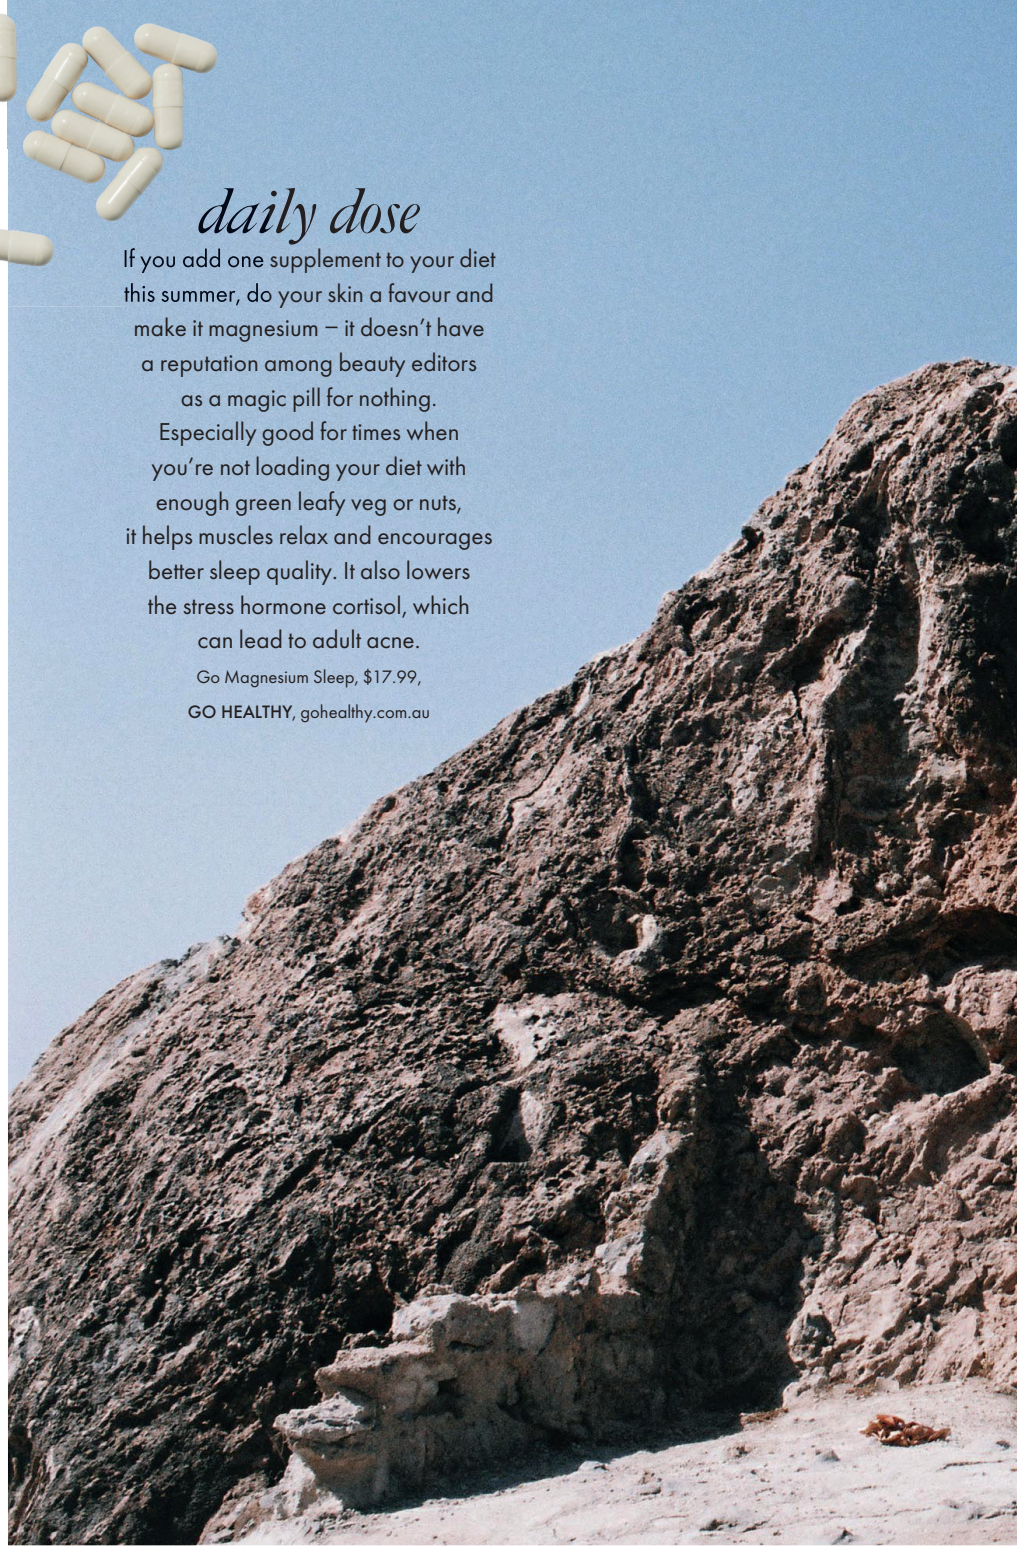 daily dose
If you add one supplement to your diet
this summer, do your skin a favour and
make it magnesium – it doesn’t have
a reputation among beauty editors
as a magic pill for nothing.
Especially good for times when
you’re not loading your diet with
enough green leafy veg or nuts,
it helps muscles relax and encourages
better sleep quality. It also lowers
the stress hormone cortisol, which
can lead to adult acne.
Go Magnesium Sleep, $17.99,
GO HEALTHY, gohealthy.com.au